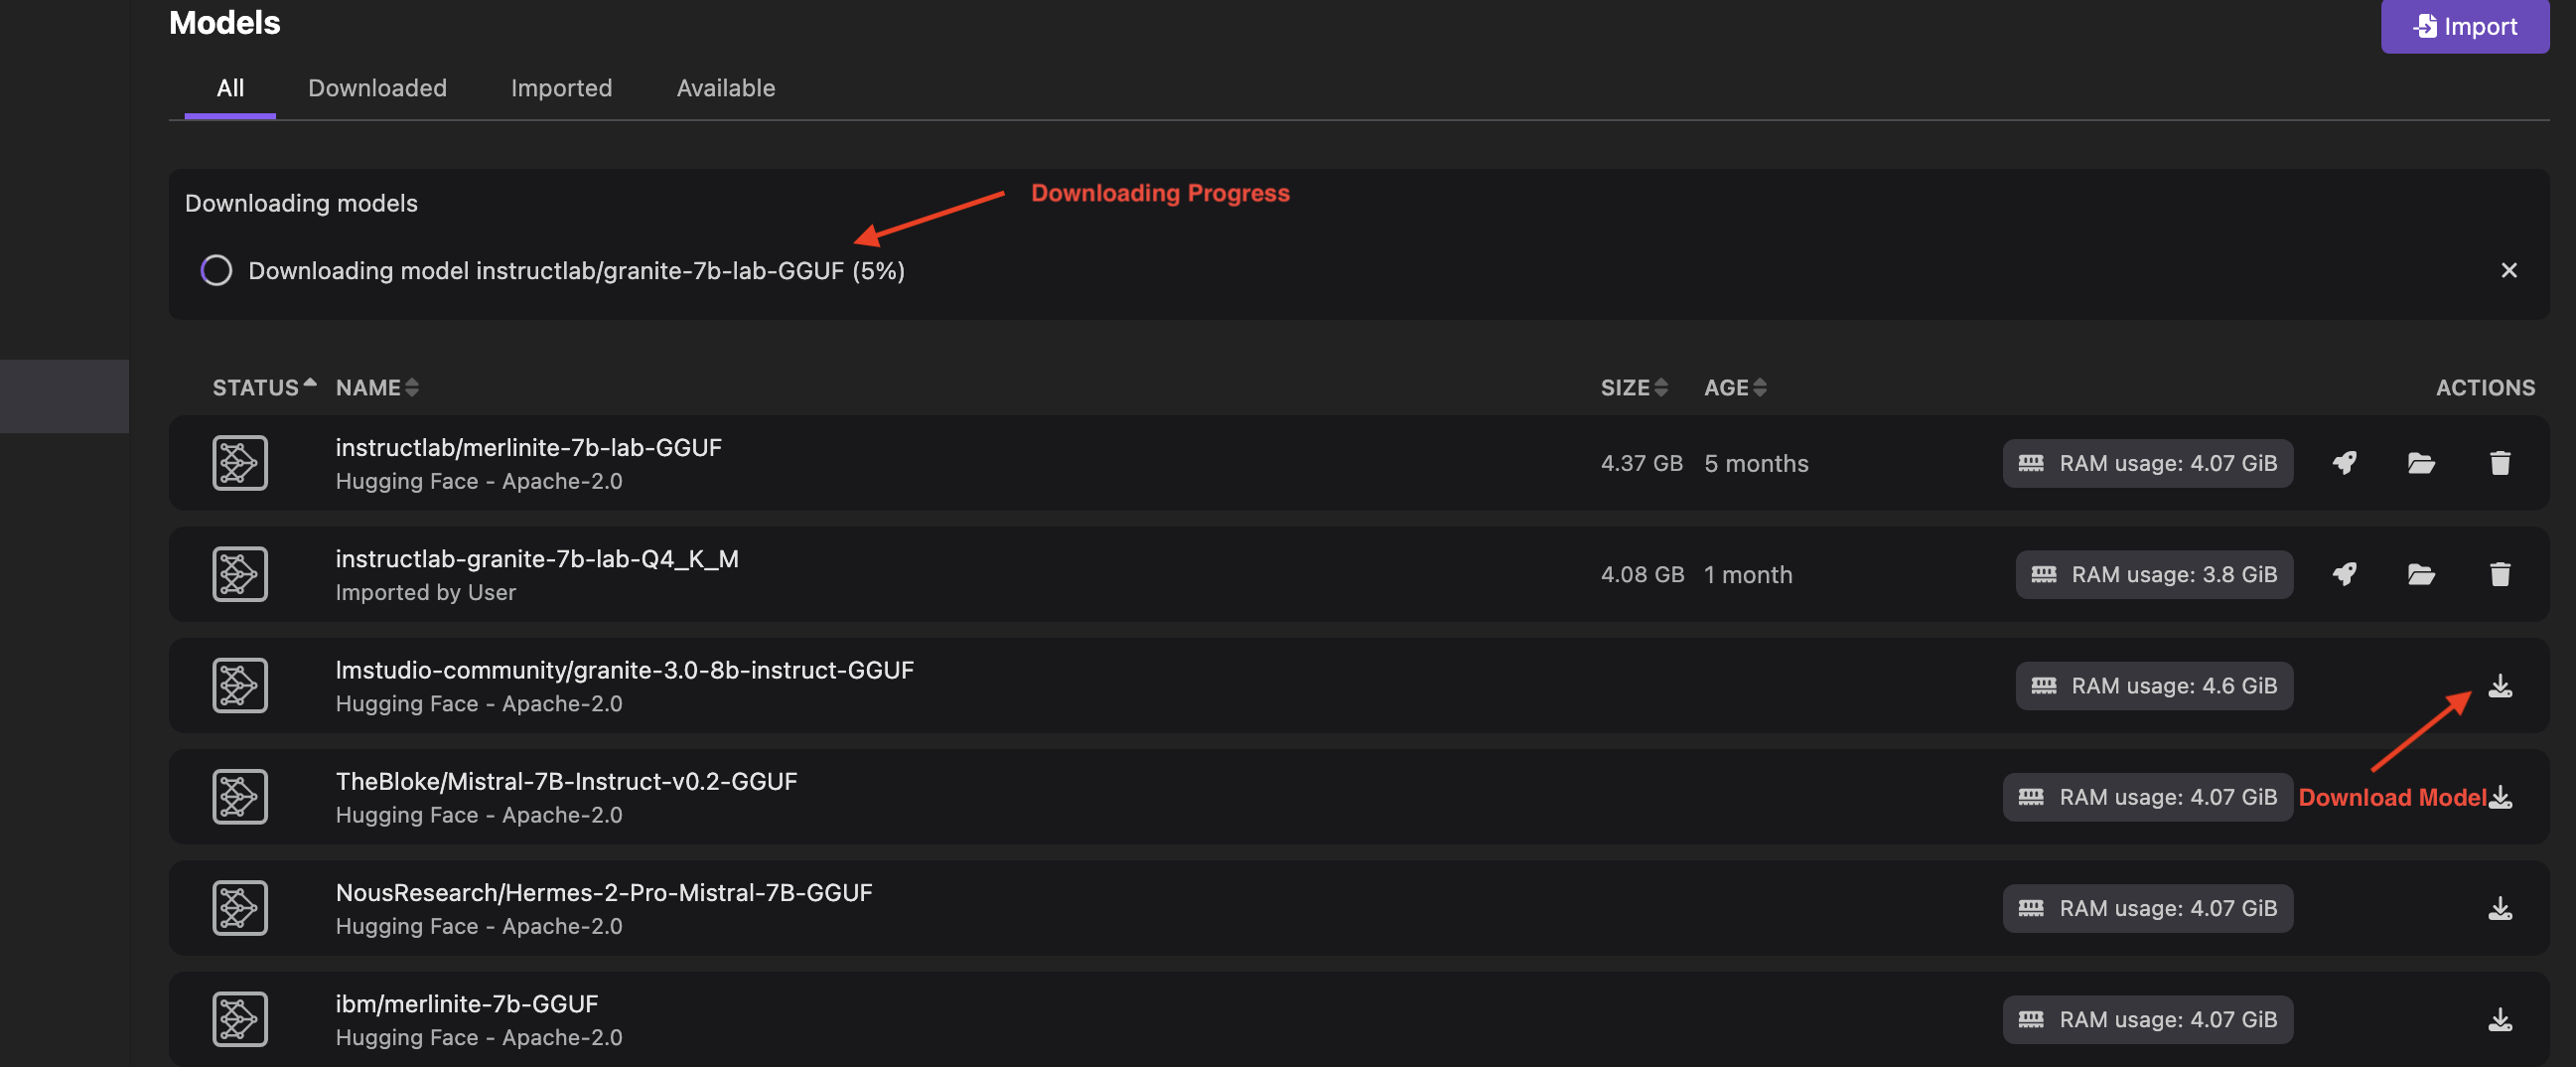 Models
Import
All Downloaded Imported Available
Downloading models
Downloading Progress
Downloading model instructlab/granite-7b-lab-GGUF (5%)
STATUS NAME SIZE AGE ACTIONS
instructlab/merlinite-7b-lab-GGUF
Hugging Face - Apache-2.0
4.37 GB 5 months RAM usage: 4.07 GiB
instructlab-granite-7b-lab-Q4_K_M
Imported by User
4.08 GB 1 month RAM usage: 3.8 GiB
lmstudio-community/granite-3.0-8b-instruct-GGUF
Hugging Face - Apache-2.0
RAM usage: 4.6 GiB
TheBloke/Mistral-7B-Instruct-v0.2-GGUF
Hugging Face - Apache-2.0
RAM usage: 4.07 GiB
Download Model
NousResearch/Hermes-2-Pro-Mistral-7B-GGUF
Hugging Face - Apache-2.0
RAM usage: 4.07 GiB
ibm/merlinite-7b-GGUF
Hugging Face - Apache-2.0
RAM usage: 4.07 GiB